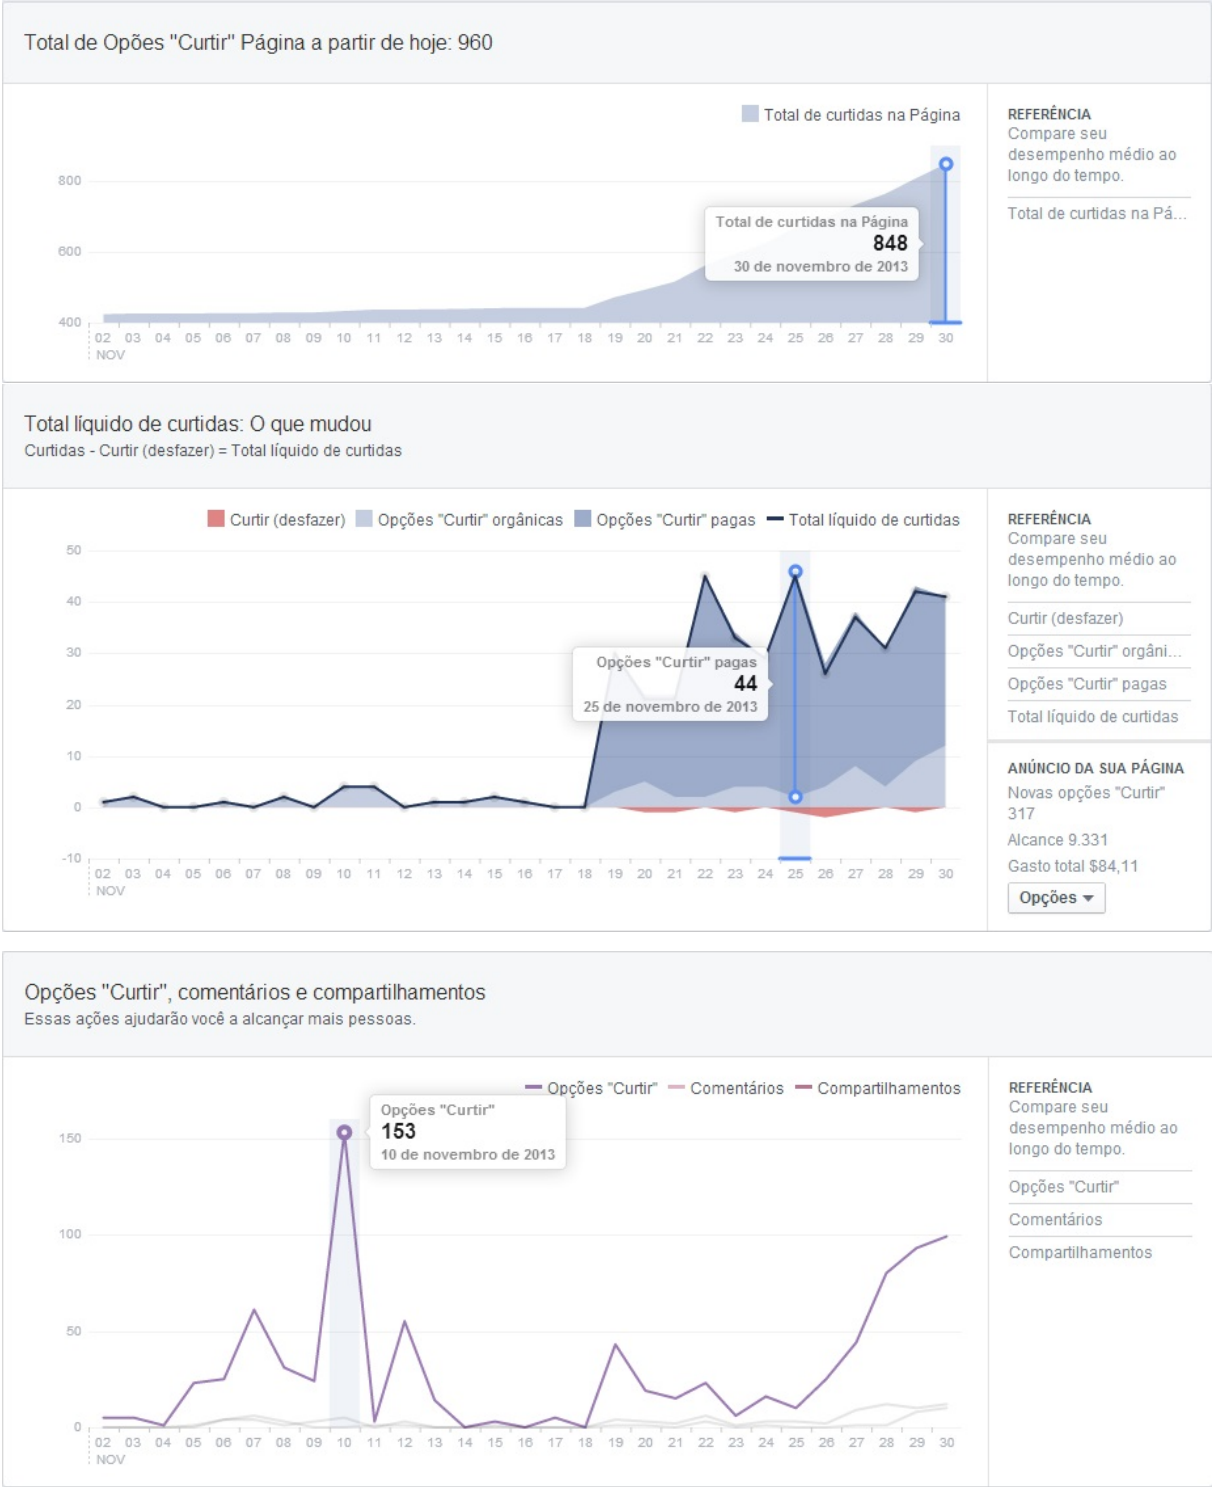 Total de Opões "Curtir" Página a partir de hoje: 960
Total de curtidas na Página
800
600
400
Total de curtidas na Página
848
30 de novembro de 2013
02 03 04 05 06 07 08 09 10 11 12 13 14 15 16 17 18 19 20 21 22 23 24 25 26 27 28 29 30
NOV
REFERÊNCIA
Compare seu
desempenho médio ao
longo do tempo.
Total de curtidas na Pá...
Total líquido de curtidas: O que mudou
Curtidas - Curtir (desfazer) = Total líquido de curtidas
Curtir (desfazer) Opções "Curtir" orgânicas Opções "Curtir" pagas Total líquido de curtidas
50
40
30
20
10
0
-10
Opções "Curtir" pagas
44
25 de novembro de 2013
02 03 04 05 06 07 08 09 10 11 12 13 14 15 16 17 18 19 20 21 22 23 24 25 26 27 28 29 30
NOV
REFERÊNCIA
Compare seu
desempenho médio ao
longo do tempo.
Curtir (desfazer)
Opções "Curtir" orgâni...
Opções "Curtir" pagas
Total líquido de curtidas
ANÚNCIO DA SUA PÁGINA
Novas opções "Curtir"
317
Alcance 9.331
Gasto total $84,11
Opções
Opções "Curtir", comentários e compartilhamentos
Essas ações ajudarão você a alcançar mais pessoas.
Opções "Curtir" Comentários Compartilhamentos
Opções "Curtir"
153
10 de novembro de 2013
150
100
50
0
02 03 04 05 06 07 08 09 10 11 12 13 14 15 16 17 18 19 20 21 22 23 24 25 26 27 28 29 30
NOV
REFERÊNCIA
Compare seu
desempenho médio ao
longo do tempo.
Opções "Curtir"
Comentários
Compartilhamentos